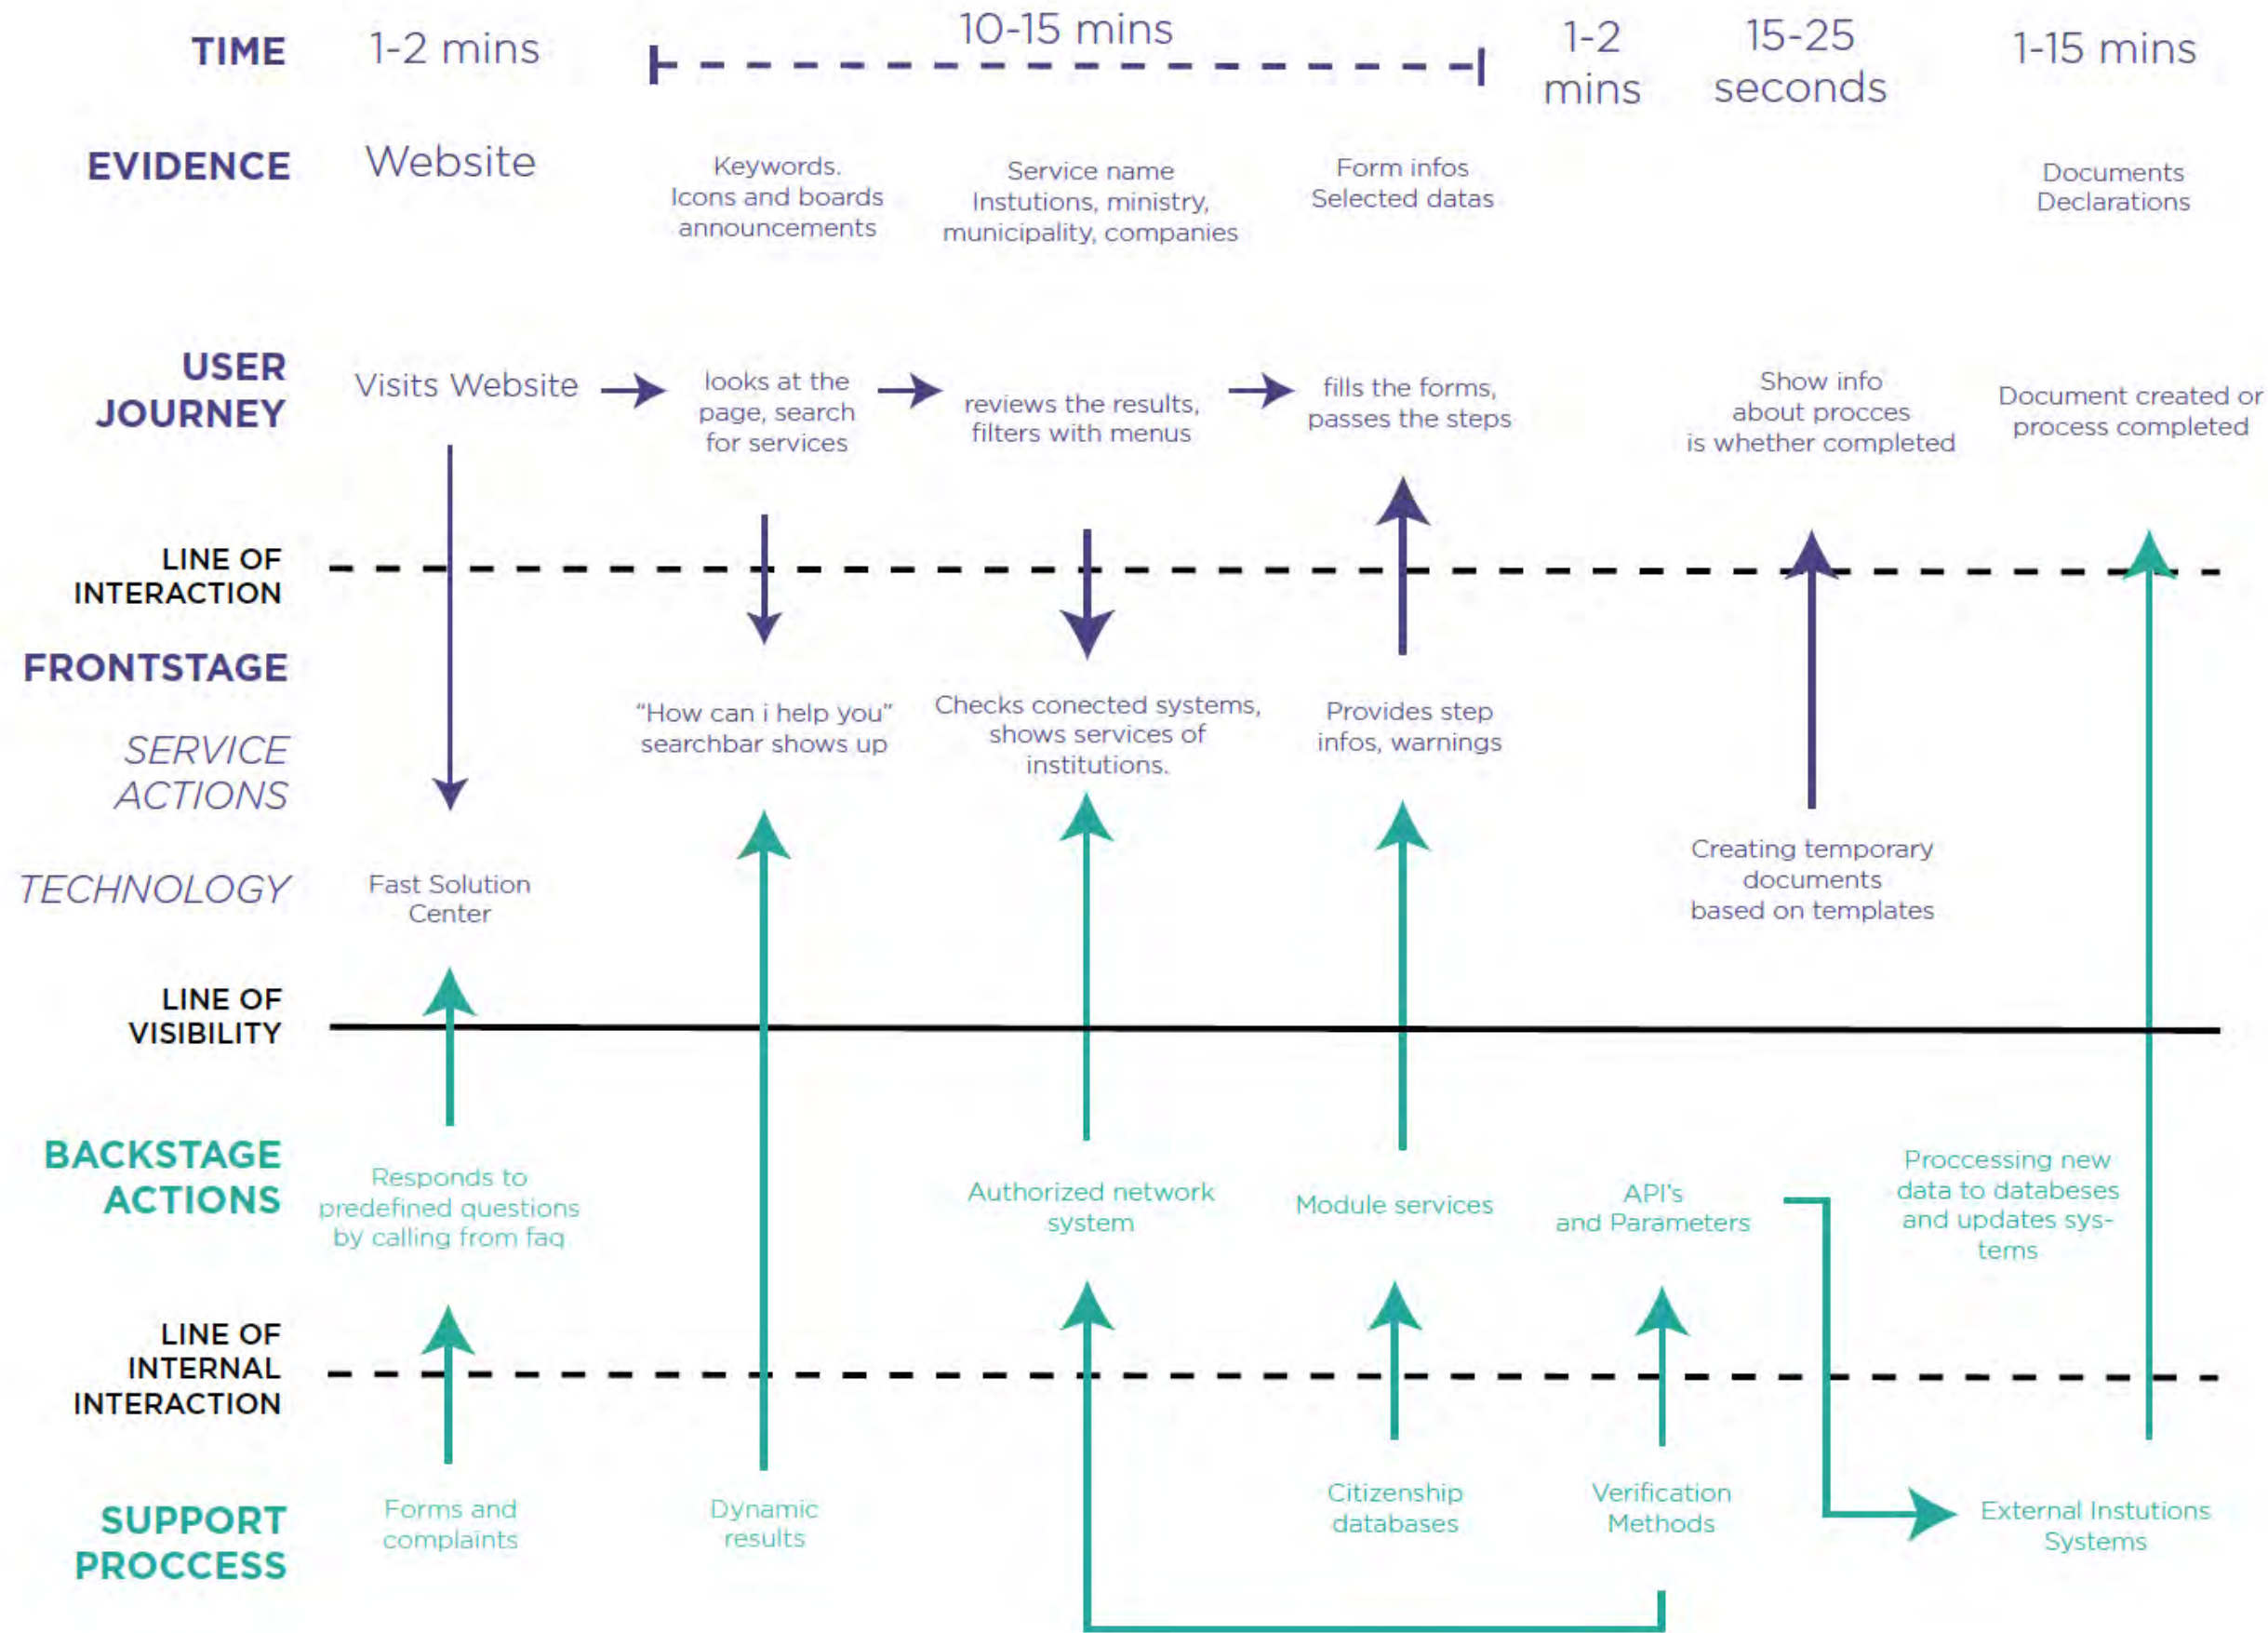 TIME
1-2 mins
10-15 mins
1-2
mins
15-25
seconds
1-15 mins
EVIDENCE
Website
Keywords.
Icons and boards
announcements
Service name
Instutions, ministry,
municipality, companies
Form infos
Selected datas
Documents
Declarations
USER
JOURNEY
Visits Website
looks at the
page, search
for services
reviews the results,
filters with menus
fills the forms,
passes the steps
Show info
about procces
is whether completed
Document created or
process completed
LINE OF
INTERACTION
FRONTSTAGE
SERVICE
ACTIONS
"How can i help you"
searchbar shows up
Checks conected systems,
shows services of
institutions.
Provides step
infos, warnings
TECHNOLOGY
Fast Solution
Center
Creating temporary
documents
based on templates
LINE OF
VISIBILITY
BACKSTAGE
ACTIONS
Responds to
predefined questions
by calling from faq
Authorized network
system
Module services
API's
and Parameters
Proccessing new
data to databeses
and updates sys-
tems
LINE OF
INTERNAL
INTERACTION
SUPPORT
PROCCESS
Forms and
complaints
Dynamic
results
Citizenship
databases
Verification
Methods
External Instutions
Systems